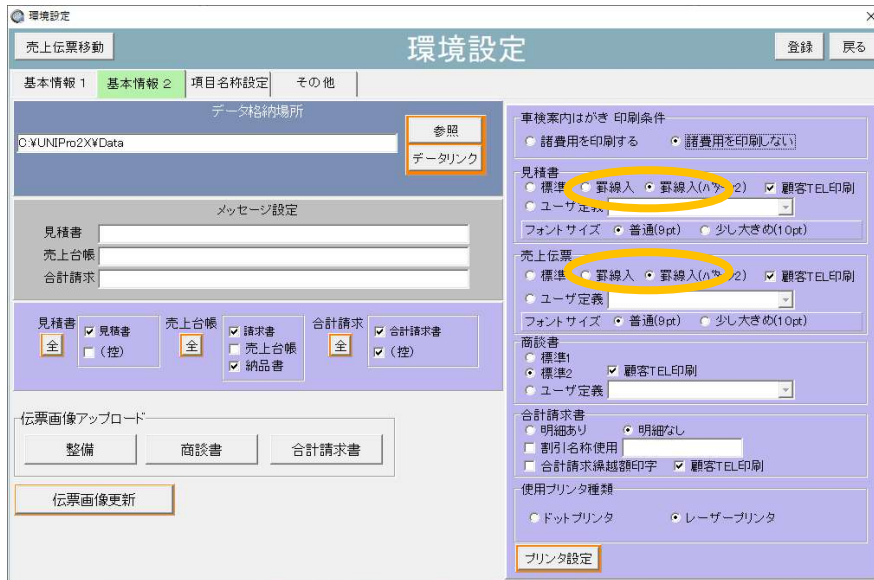 環境設定
売上伝票移動
環境設定
登録
戻る
基本情報1
基本情報2
項目名称設定
その他
データ格納場所
C:¥UNIPro2X¥Data
参照
データリンク
メッセージ設定
見積書
売上台帳
合計請求
見積書
全
見積書
(控)
売上台帳
全
請求書
売上台帳
納品書
合計請求
全
合計請求書
(控)
伝票画像アップロード
整備
商談書
合計請求書
伝票画像更新
車検案内はがき 印刷条件
諸費用を印刷する
諸費用を印刷しない
見積書
標準
罫線入
罫線入(ﾊﾟﾀｰﾝ2)
顧客TEL印刷
ユーザ定義
フォントサイズ
普通(9pt)
少し大きめ(10pt)
売上伝票
標準
罫線入
罫線入(ﾊﾟﾀｰﾝ2)
顧客TEL印刷
ユーザ定義
フォントサイズ
普通(9pt)
少し大きめ(10pt)
商談書
標準1
標準2
顧客TEL印刷
ユーザ定義
合計請求書
明細あり
明細なし
割引名称使用
合計請求繰越額印字
顧客TEL印刷
使用プリンタ種類
ドットプリンタ
レーザープリンタ
プリンタ設定